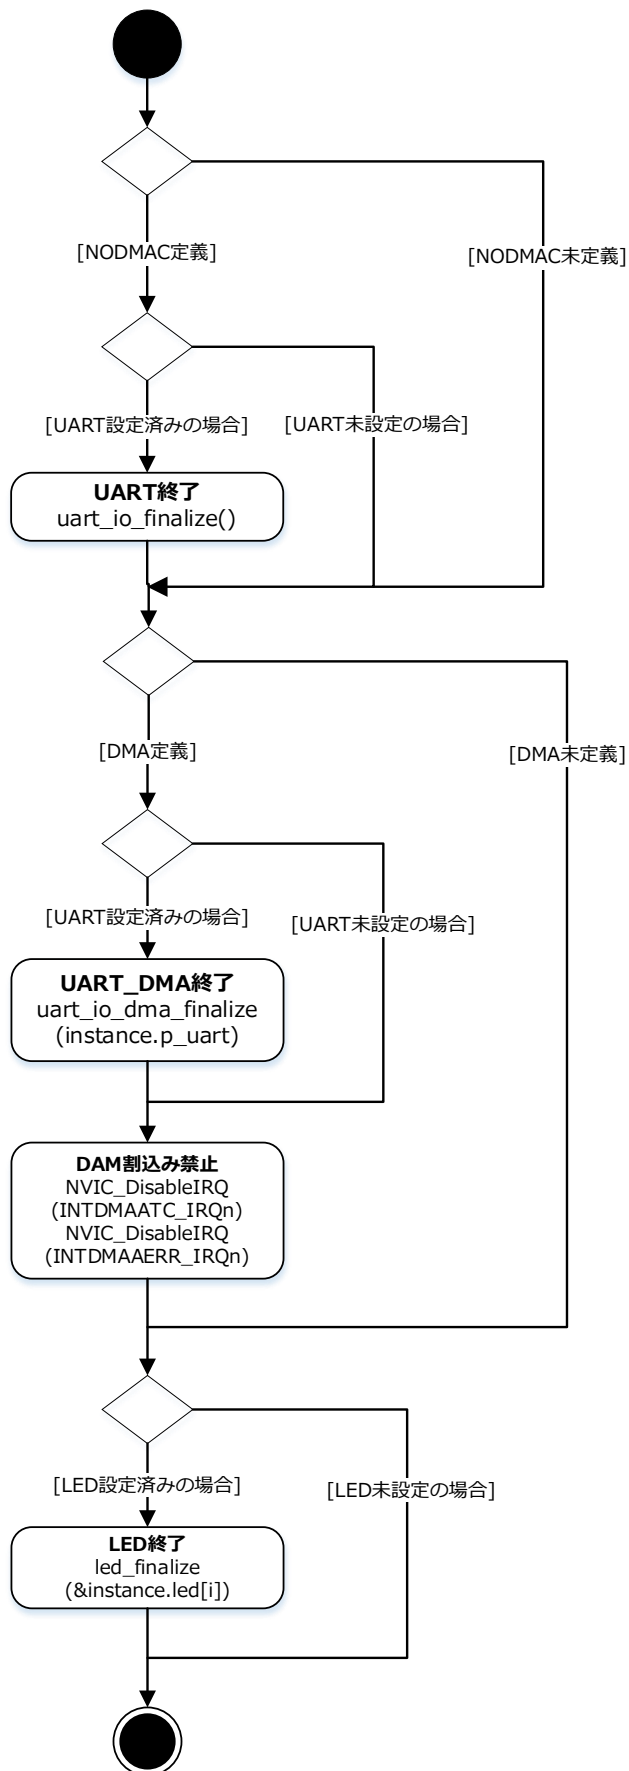 [NODMAC定義]
[NODMAC未定義]
[UART設定済みの場合]
[UART未設定の場合]
UART終了
uart_io_finalize()
[DMA定義]
[DMA未定義]
[UART設定済みの場合]
[UART未設定の場合]
UART_DMA終了
uart_io_dma_finalize
(instance.p_uart)
DAM割込み禁止
NVIC_DisableIRQ
(INTDMAATC_IRQn)
NVIC_DisableIRQ
(INTDMAAERR_IRQn)
[LED設定済みの場合]
[LED未設定の場合]
LED終了
led_finalize
(&instance.led[i])